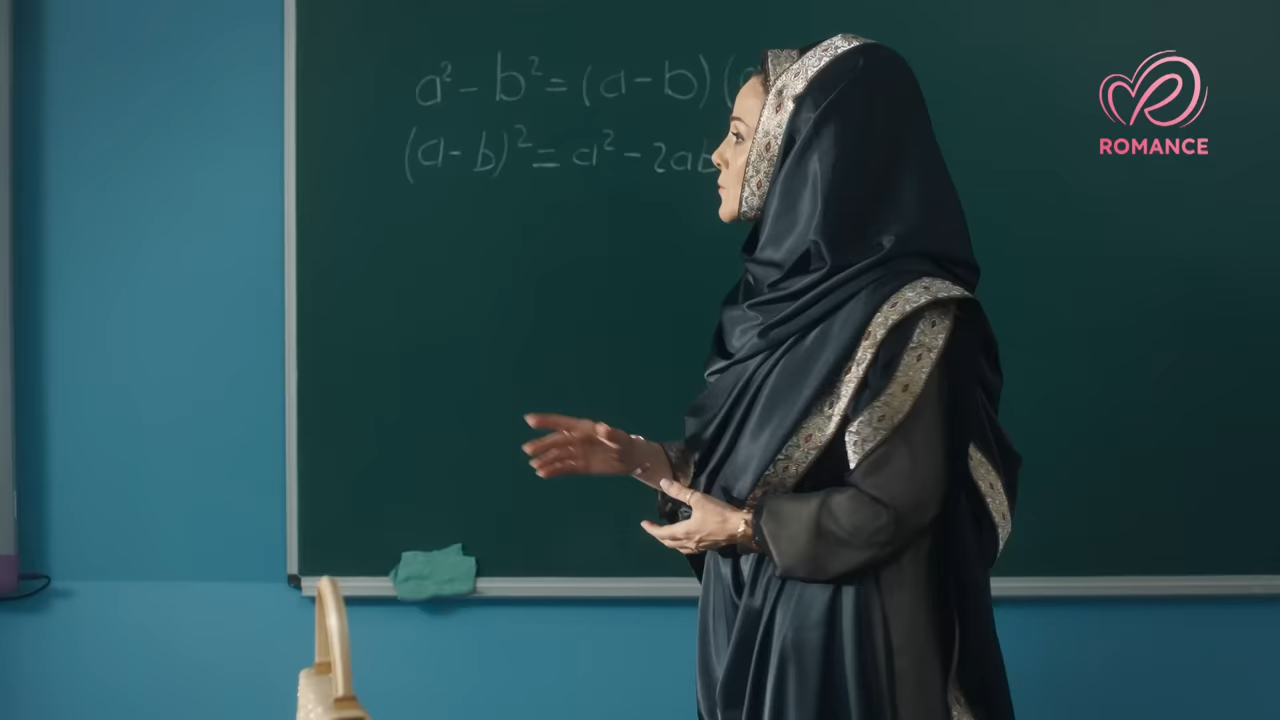 a² - b² = (a - b)(
(a - b)² = a² - 2ab
ROMANCE